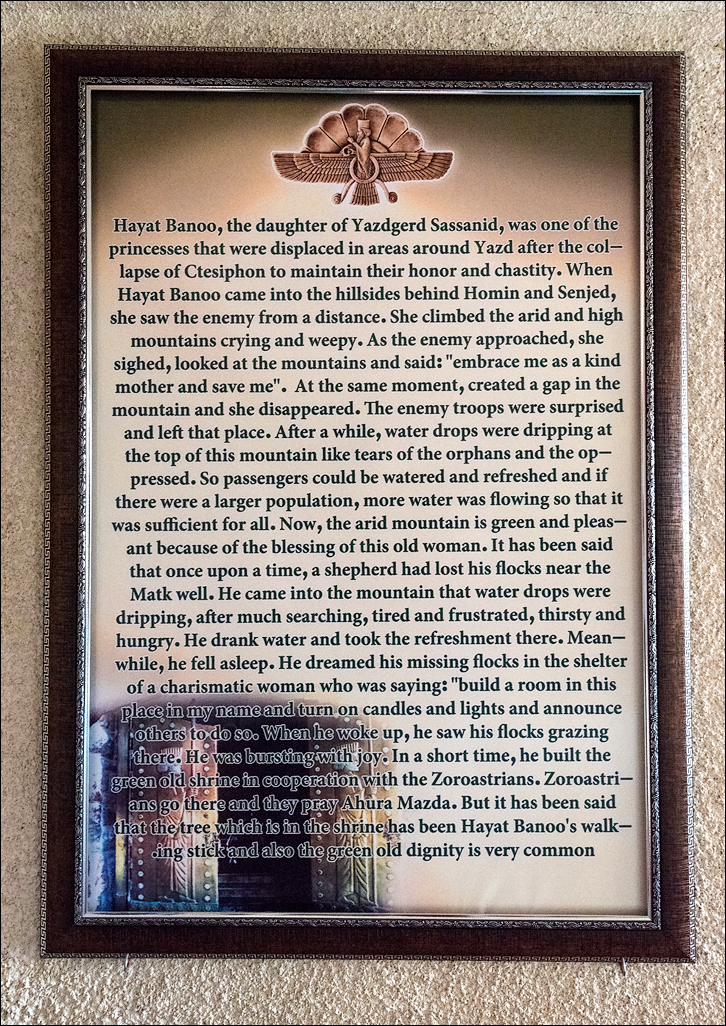 Hayat Banoo, the daughter of Yazdgerd Sassanid, was one of the
princesses that were displaced in areas around Yazd after the col–
lapse of Ctesiphon to maintain their honor and chastity. When
Hayat Banoo came into the hillsides behind Homin and Senjed,
she saw the enemy from a distance. She climbed the arid and high
mountains crying and weepy. As the enemy approached, she
sighed, looked at the mountains and said: "embrace me as a kind
mother and save me".  At the same moment, created a gap in the
mountain and she disappeared. The enemy troops were surprised
and left that place. After a while, water drops were dripping at
the top of this mountain like tears of the orphans and the op–
pressed. So passengers could be watered and refreshed and if
there were a larger population, more water was flowing so that it
was sufficient for all. Now, the arid mountain is green and pleas–
ant because of the blessing of this old woman. It has been said
that once upon a time, a shepherd had lost his flocks near the
Matk well. He came into the mountain that water drops were
dripping, after much searching, tired and frustrated, thirsty and
hungry. He drank water and took the refreshment there. Mean–
while, he fell asleep. He dreamed his missing flocks in the shelter
of a charismatic woman who was saying: "build a room in this
place in my name and turn on candles and lights and announce
others to do so. When he woke up, he saw his flocks grazing
there. He was bursting with joy. In a short time, he built the
green old shrine in cooperation with the Zoroastrians. Zoroastri–
ans go there and they pray Ahura Mazda. But it has been said
that the tree which is in the shrine has been Hayat Banoo's walk–
.ing stick and also the green old dignity is very common